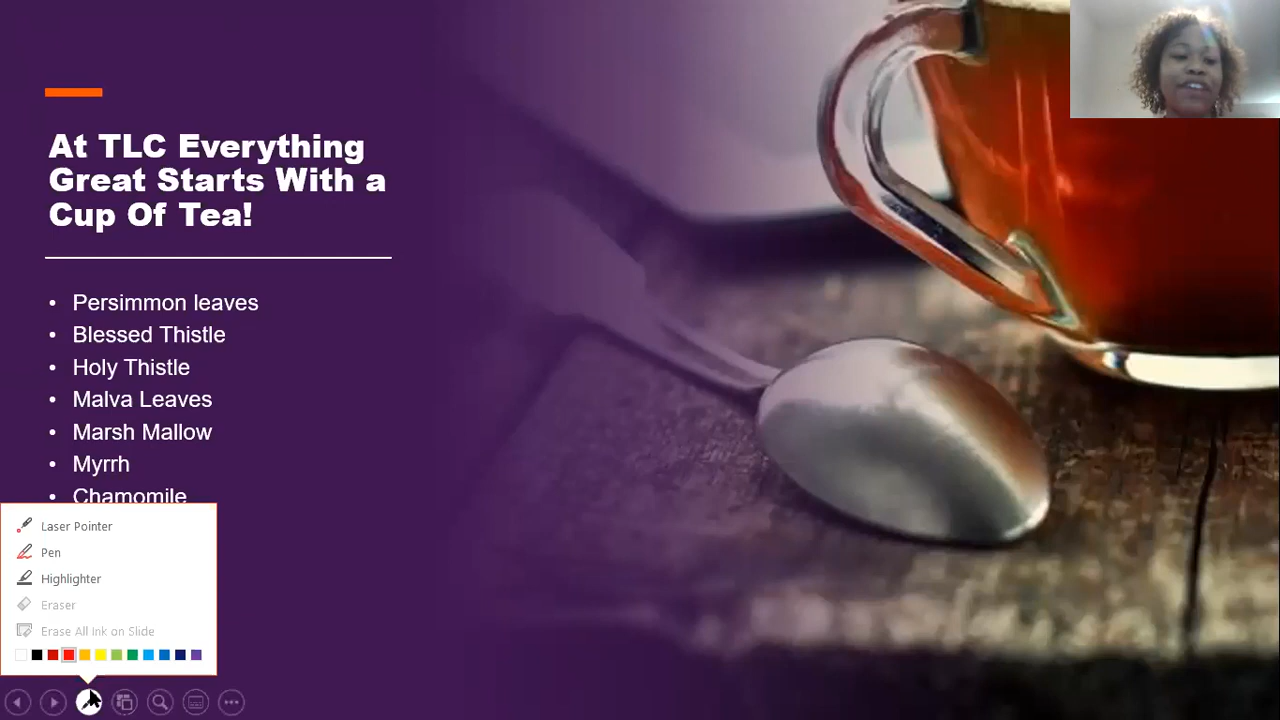 At TLC Everything
Great Starts With a
Cup Of Tea!
• Persimmon leaves
• Blessed Thistle
• Holy Thistle
• Malva Leaves
• Marsh Mallow
• Myrrh
• Chamomile
Laser Pointer
Pen
Highlighter
Eraser
Erase All Ink on Slide